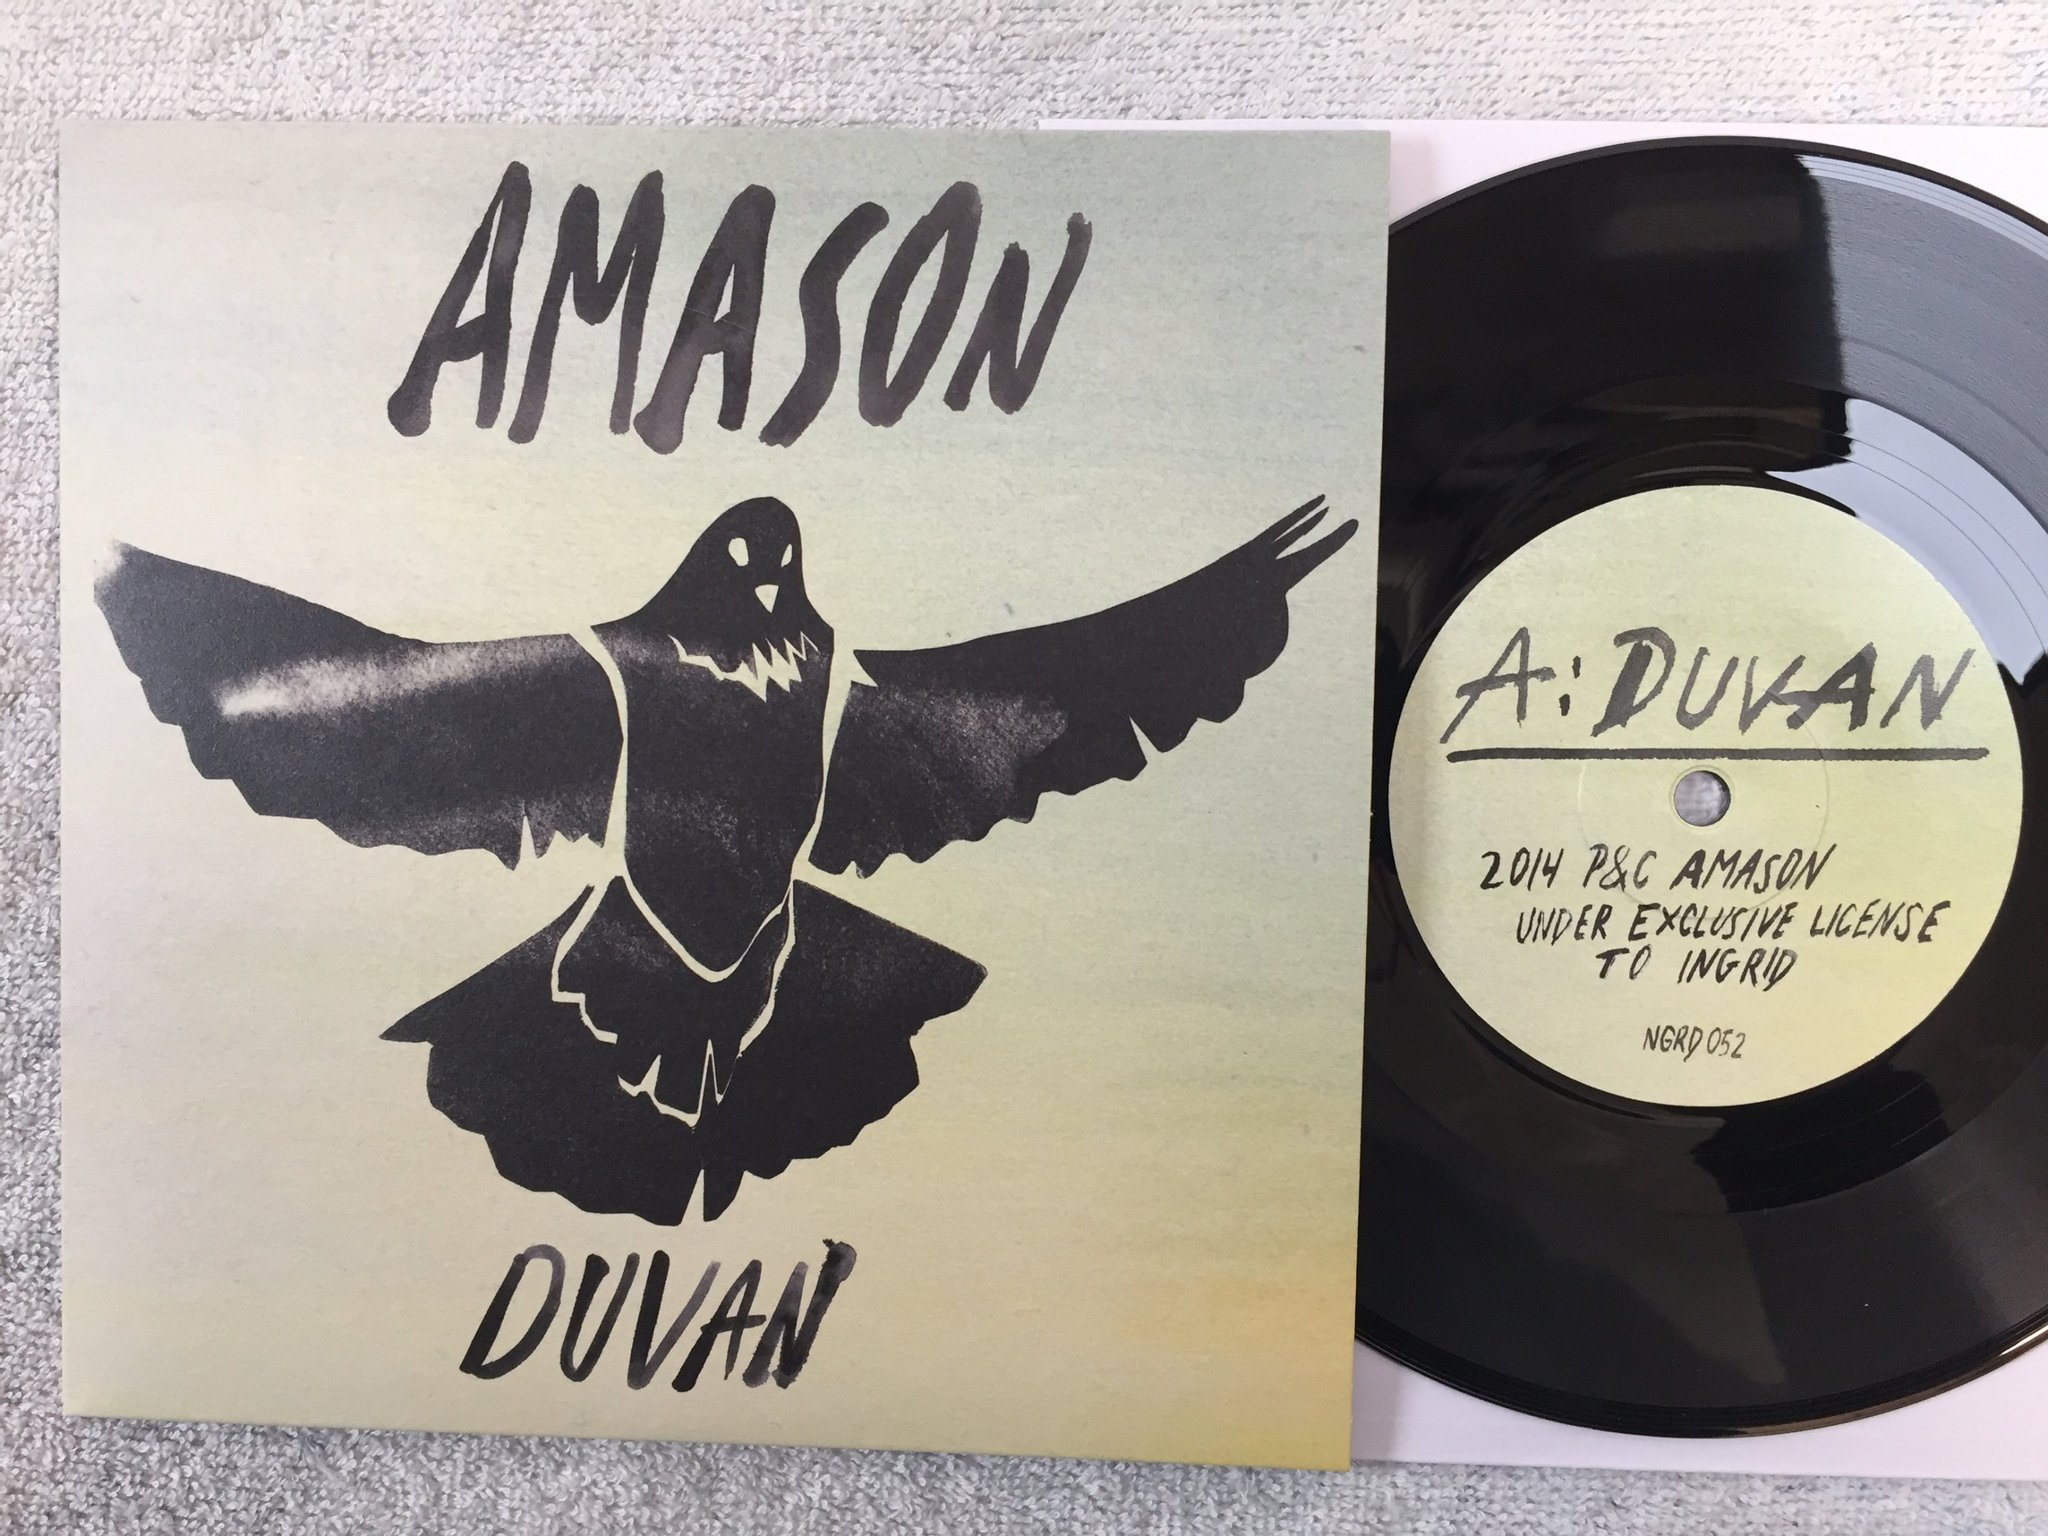 AMASON
DUVAN
A: DUVAN
2014 P&C AMASON
UNDER EXCLUSIVE LICENSE
TO INGRID
NGRD 052